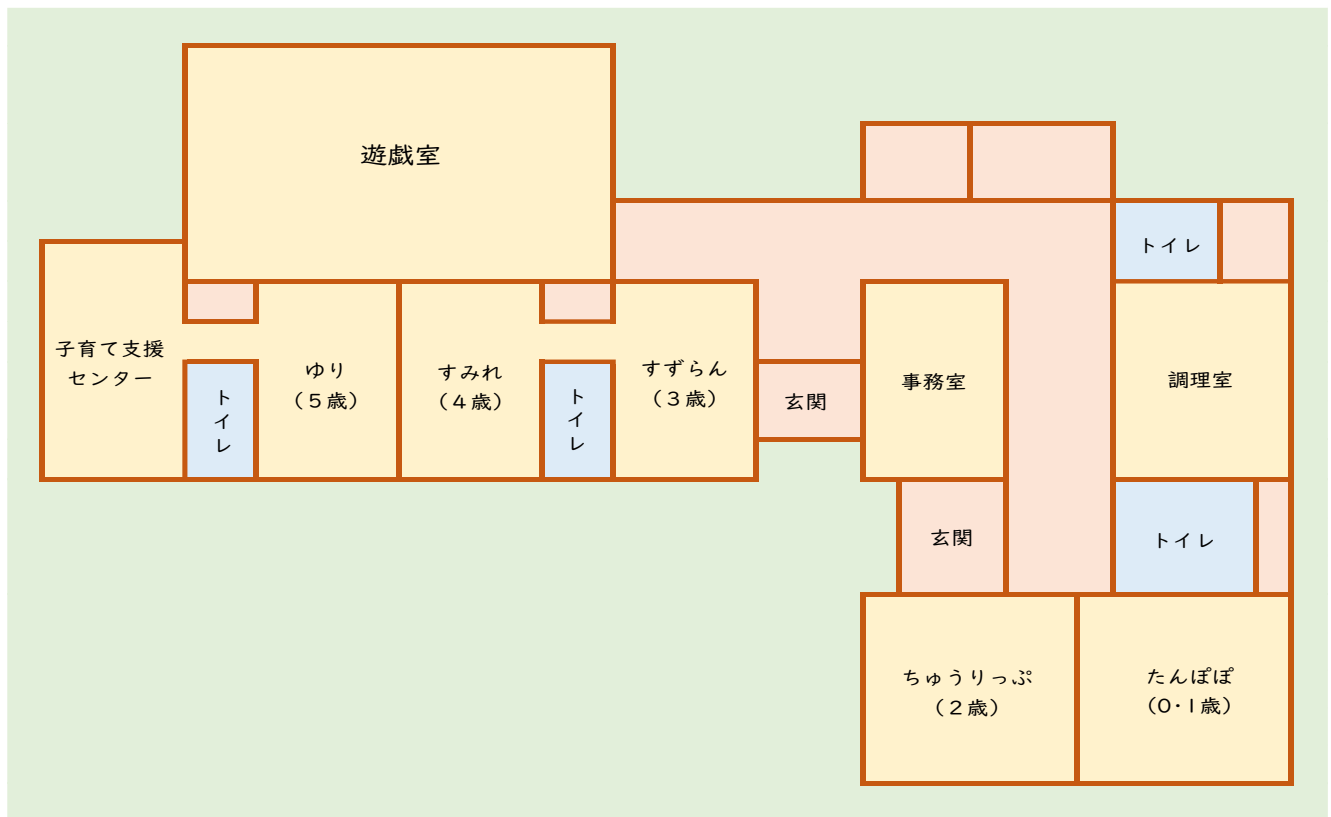 遊戯室
トイレ
子育て支援
センター
ゆり
(5歳)
すみれ
(4歳)
すずらん
(3歳)
事務室
調理室
トイレ
トイレ
玄関
玄関
トイレ
ちゅうりっぷ
(2歳)
たんぽぽ
(0・1歳)